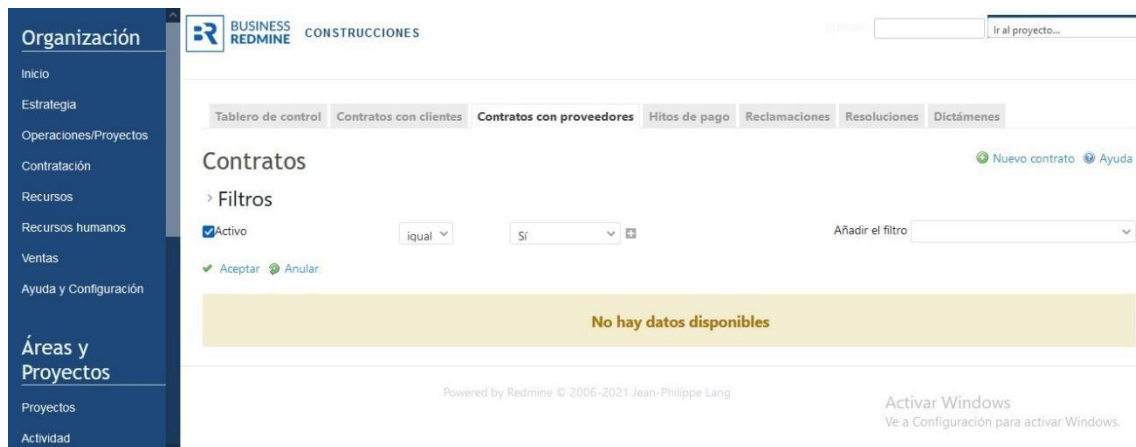 Organización
Inicio
Estrategia
Operaciones/Proyectos
Contratación
Recursos
Recursos humanos
Ventas
Ayuda y Configuración
Áreas y
Proyectos
Proyectos
Actividad
BUSINESS
REDMINE
CONSTRUCCIONES
Ir al proyecto...
Tablero de control Contratos con clientes Contratos con proveedores Hitos de pago Reclamaciones Resoluciones Dictámenes
Contratos
Nuevo contrato Ayuda
Filtros
Activo igual Sí Añadir el filtro
Aceptar Anular
No hay datos disponibles
Powered by Redmine © 2006-2021 Jean-Philippe Lang
Activar Windows
Ve a Configuración para activar Windows.